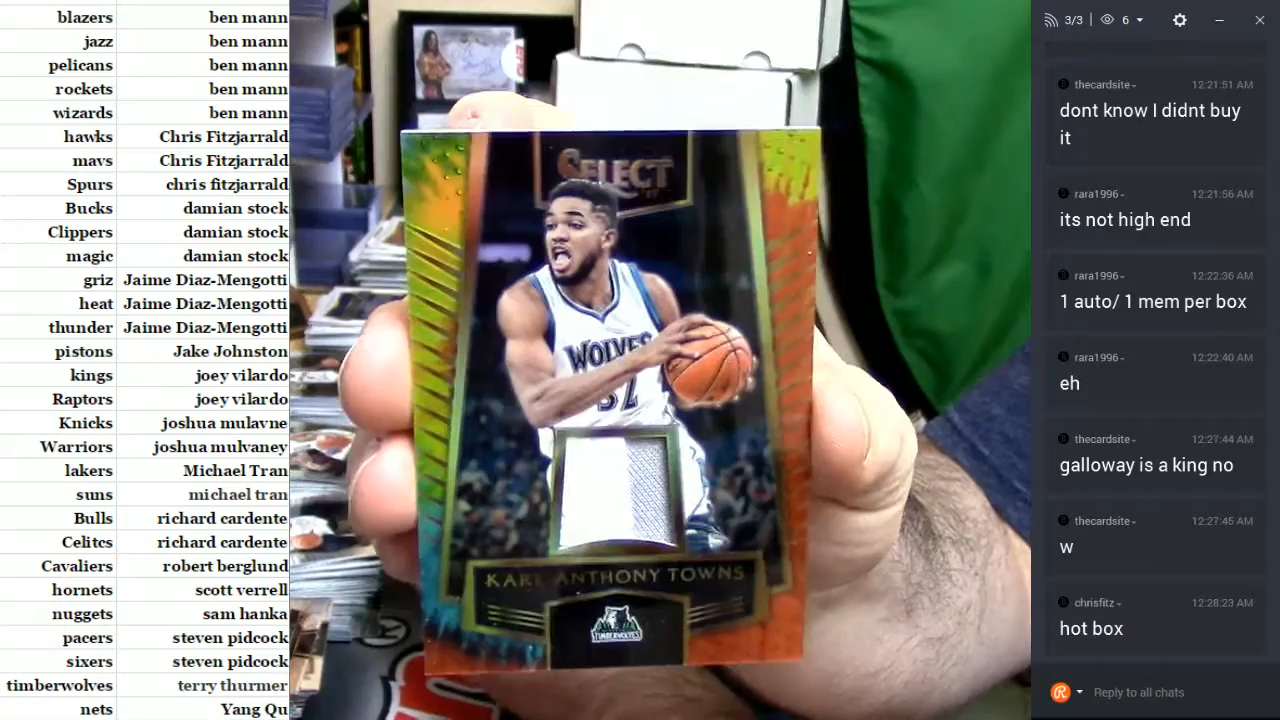 blazers ben mann
jazz ben mann
pelicans ben mann
rockets ben mann
wizards ben mann
hawks Chris Fitzjarrald
mavs Chris Fitzjarrald
Spurs chris fitzjarrald
Bucks damian stock
Clippers damian stock
magic damian stock
griz Jaime Diaz-Mengotti
heat Jaime Diaz-Mengotti
thunder Jaime Diaz-Mengotti
pistons Jake Johnston
kings joey vilardo
Raptors joey vilardo
Knicks joshua mulavne
Warriors joshua mulvaney
lakers Michael Tran
suns michael tran
Bulls richard cardente
Celitcs richard cardente
Cavaliers robert berglund
hornets scott verrell
nuggets sam hanka
pacers steven pidcock
sixers steven pidcock
timberwolves terry thurmer
nets Yang Qu
SELECT
WOLVES
32
KARL-ANTHONY TOWNS
TIMBERWOLVES
3/3 6
thecardsite 12:21:51 AM
dont know I didnt buy
it
rara1996 12:21:56 AM
its not high end
rara1996 12:22:36 AM
1 auto/ 1 mem per box
rara1996 12:22:40 AM
eh
thecardsite 12:27:44 AM
galloway is a king no
thecardsite 12:27:45 AM
w
chrisfitz 12:28:23 AM
hot box
Reply to all chats